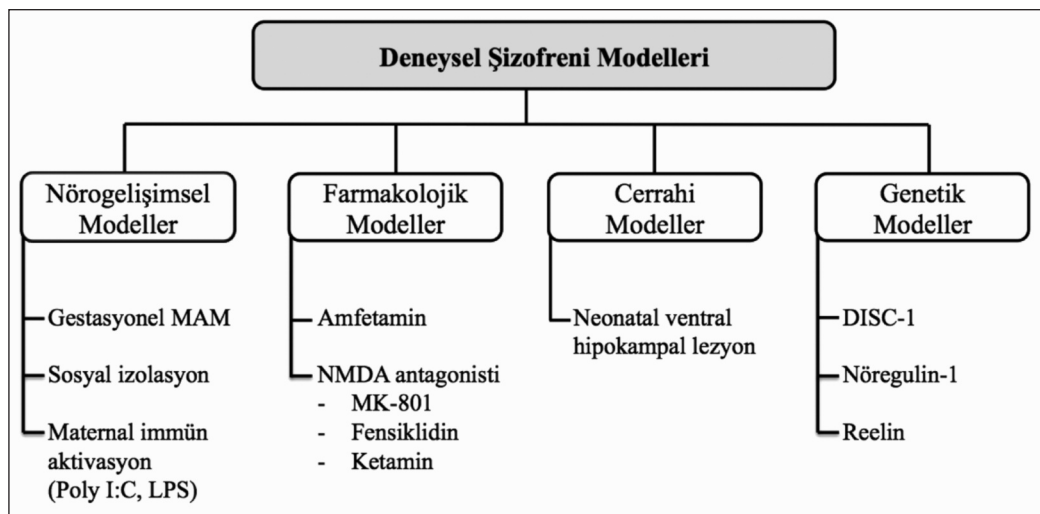 Deneysel Şizofreni Modelleri
Nörogelişimsel
Modeller
Gestasyonel MAM
Sosyal izolasyon
Maternal immün
aktivasyon
(Poly I:C, LPS)
Farmakolojik
Modeller
Amfetamin
NMDA antagonisti
- MK-801
- Fensiklidin
- Ketamin
Cerrahi
Modeller
Neonatal ventral
hipokampal lezyon
Genetik
Modeller
DISC-1
Nöregulin-1
Reelin